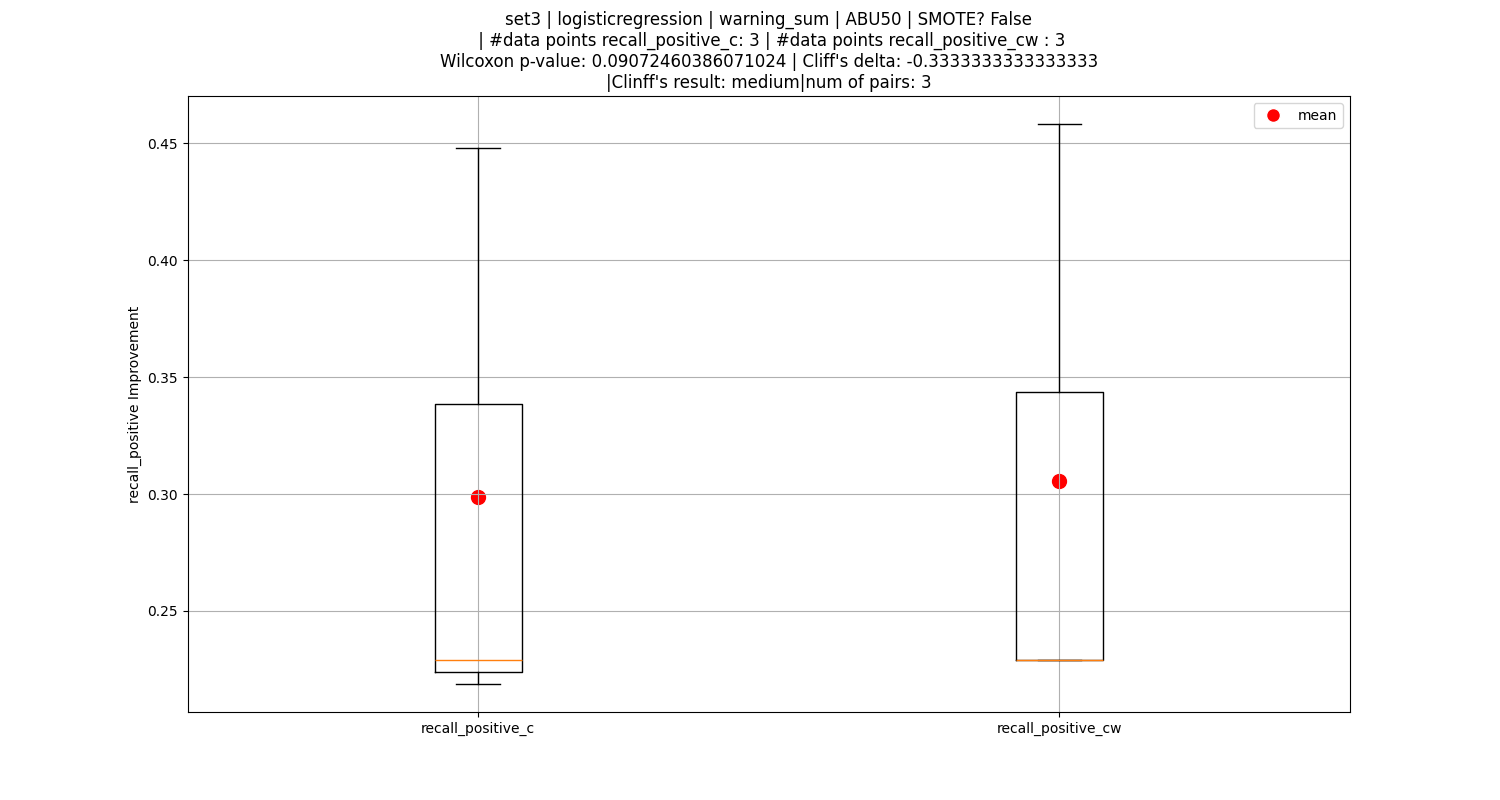 set3 | logisticregression | warning_sum | ABU50 | SMOTE? False
| #data points recall_positive_c: 3 | #data points recall_positive_cw : 3
Wilcoxon p-value: 0.09072460386071024 | Cliff's delta: -0.3333333333333333
|Clinff's result: medium|num of pairs: 3
mean
0.45
0.40
0.35
0.30
0.25
recall_positive Improvement
recall_positive_c
recall_positive_cw